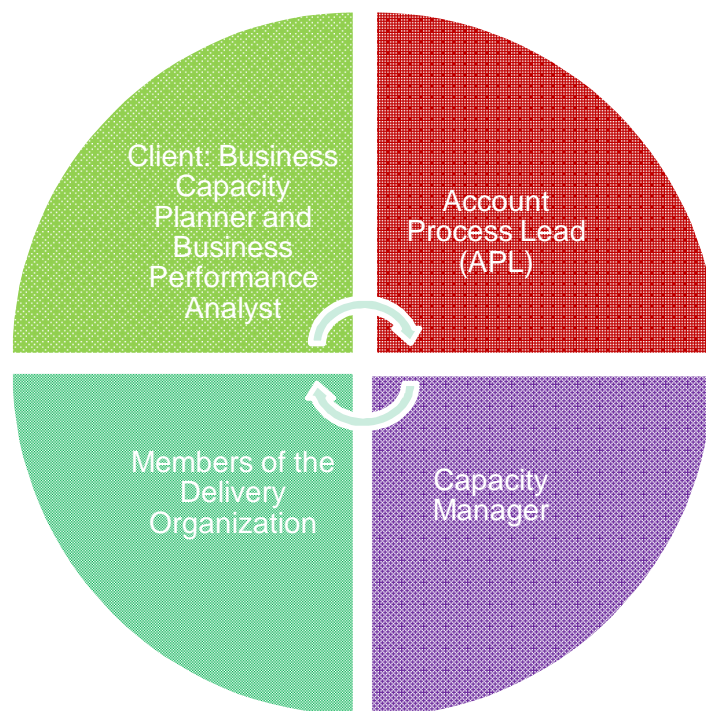 Client: Business
Capacity
Planner and
Business
Performance
Analyst
Account
Process Lead
(APL)
Members of the
Delivery
Organization
Capacity
Manager